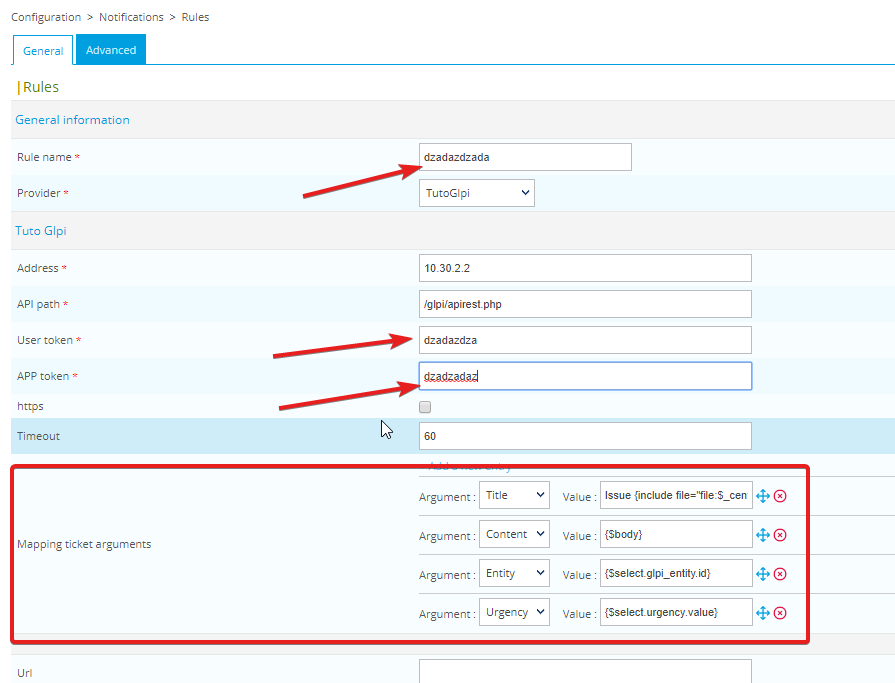 Configuration > Notifications > Rules
General Advanced
Rules
General information
Rule name * dzadazdzada
Provider * TutoGlpi
Tuto Glpi
Address * 10.30.2.2
API path * /glpi/apirest.php
User token * dzadazdza
APP token * dzadzadaz
https
Timeout 60
Add a new entry
Argument : Title Value : Issue {include file="file:$_cen
Argument : Content Value : {$body}
Mapping ticket arguments
Argument : Entity Value : {$select.glpi_entity.id}
Argument : Urgency Value : {$select.urgency.value}
Url